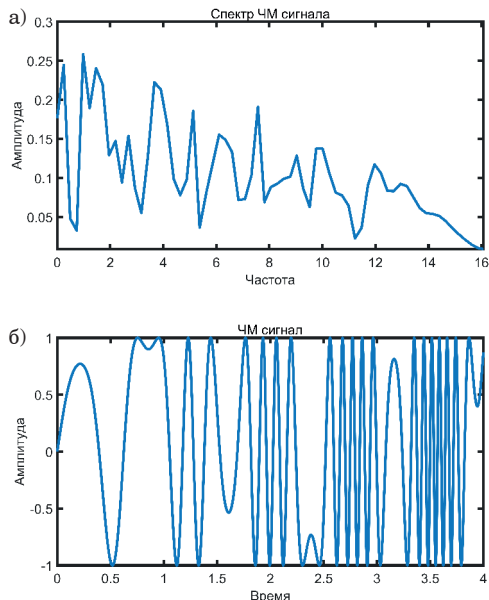 а)
Спектр ЧМ сигнала
Амплитуда
0.3
0.25
0.2
0.15
0.1
0.05
0 2 4 6 8 10 12 14 16
Частота
б)
ЧМ сигнал
Амплитуда
1
0.5
0
-0.5
-1
0 0.5 1 1.5 2 2.5 3 3.5 4
Время